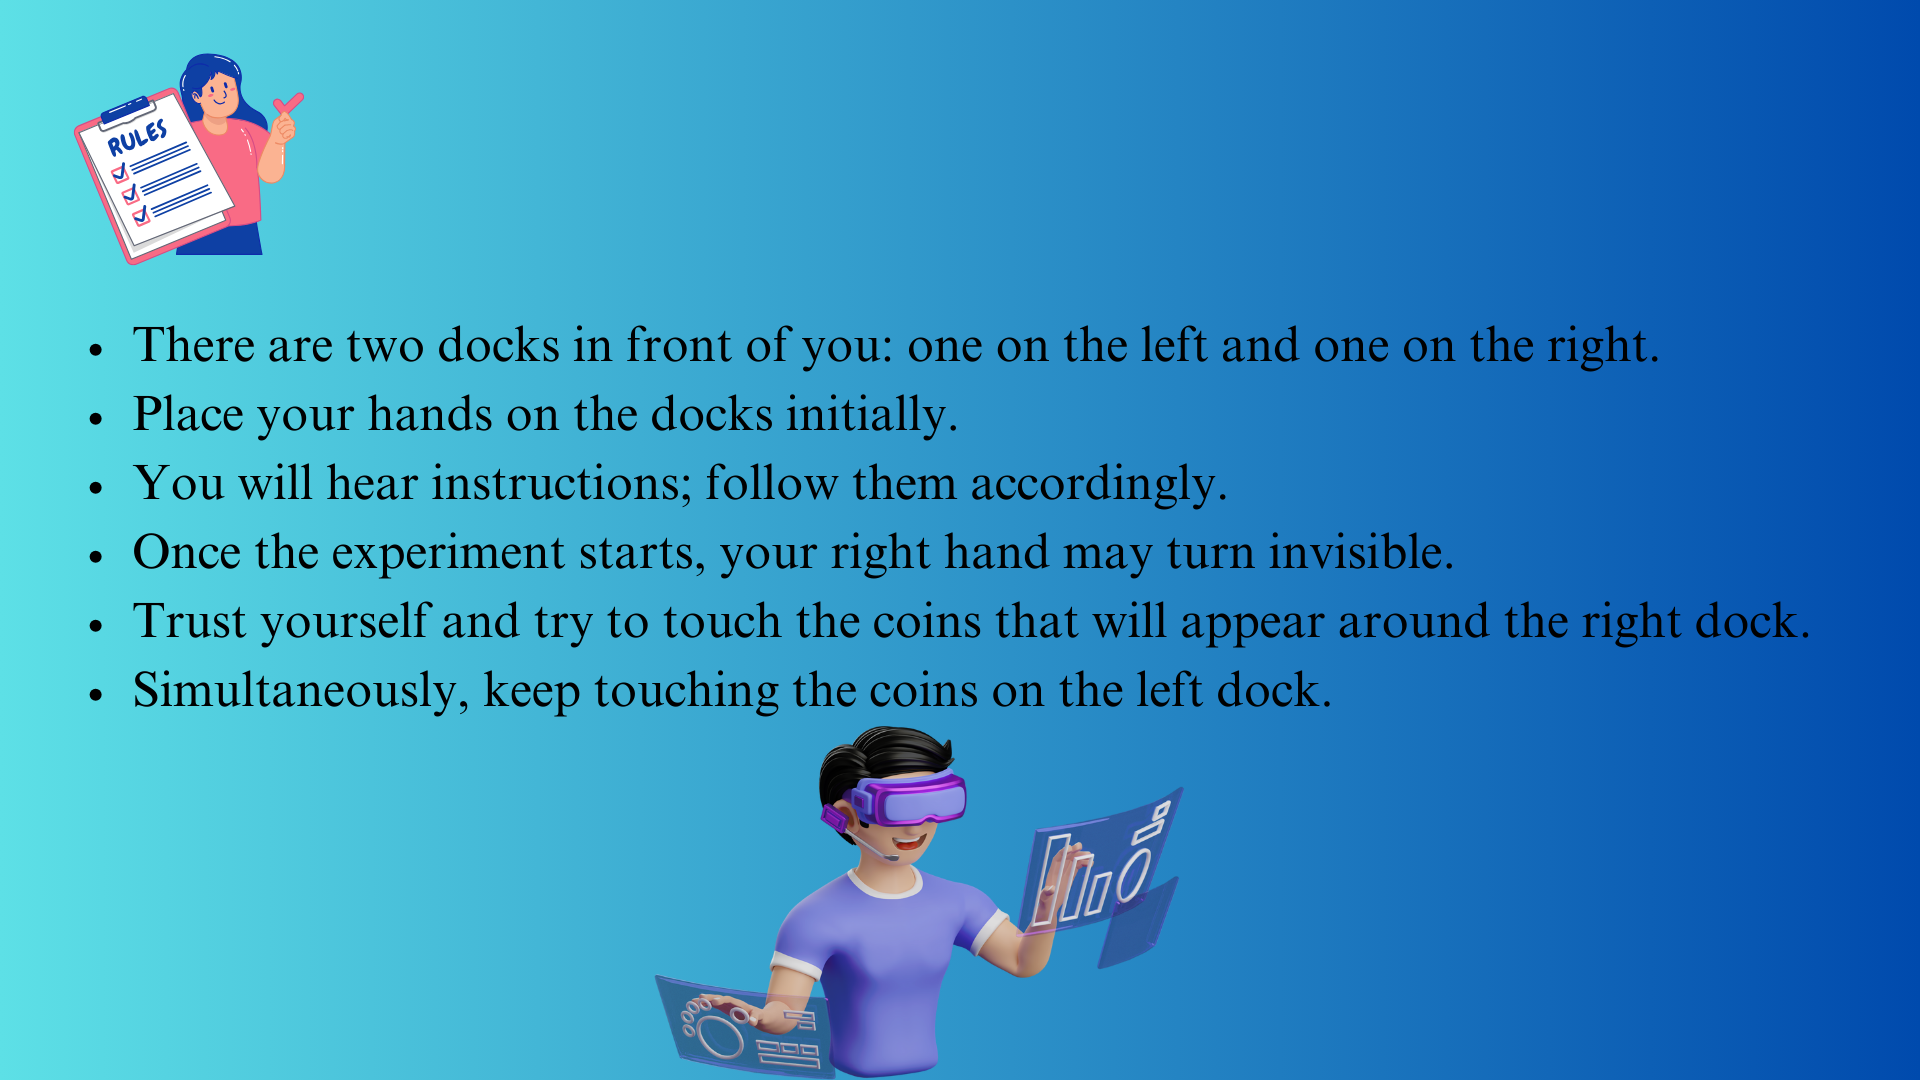 RULES
• There are two docks in front of you: one on the left and one on the right.
• Place your hands on the docks initially.
• You will hear instructions; follow them accordingly.
• Once the experiment starts, your right hand may turn invisible.
• Trust yourself and try to touch the coins that will appear around the right dock.
• Simultaneously, keep touching the coins on the left dock.